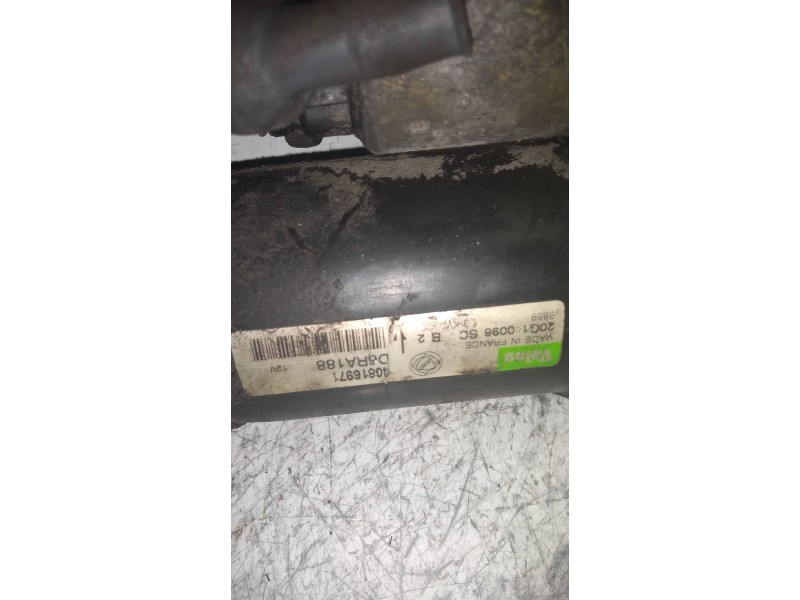 Valeo
MADE IN FRANCE
20G1 0098 SC
B 2
46816971
D6RA188
12V